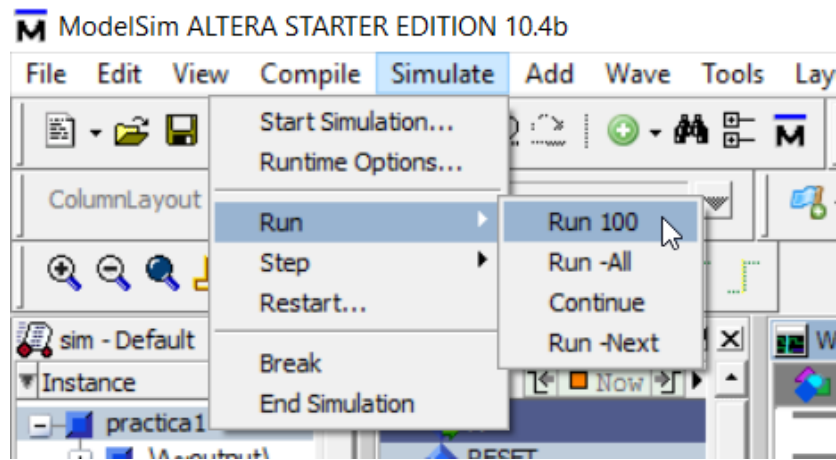 ModelSim ALTERA STARTER EDITION 10.4b
File Edit View Compile Simulate Add Wave Tools Lay
Start Simulation...
Runtime Options...
ColumnLayout
Run
Run 100
Step
Run -All
Restart...
Continue
Run -Next
sim - Default
W
Break
Instance
Now
End Simulation
practica1
RESET